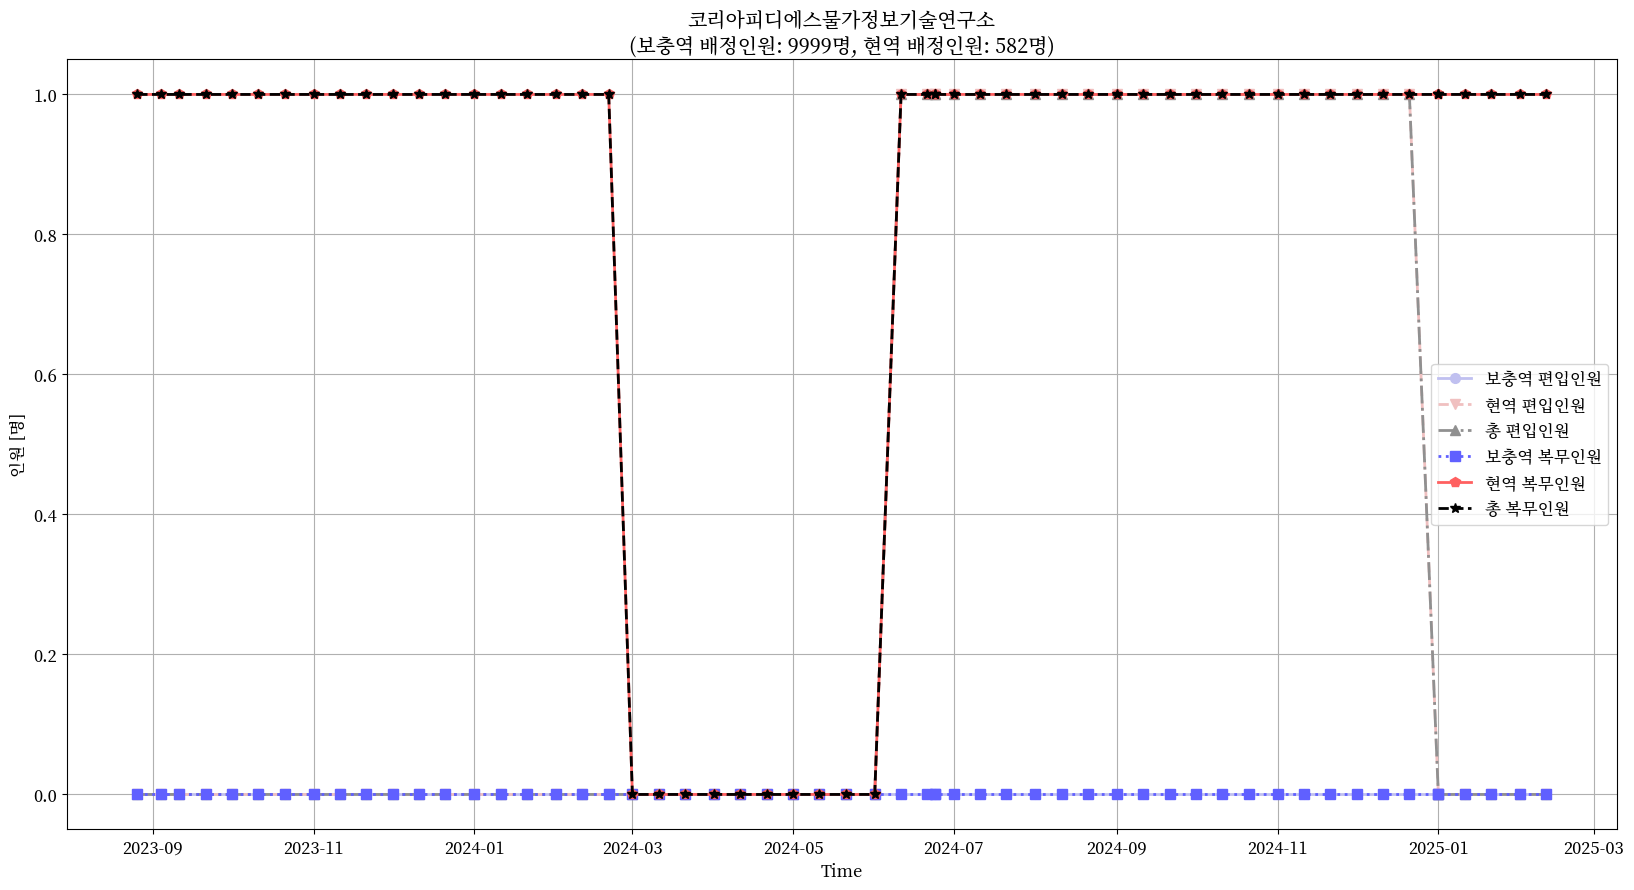 코리아피디에스물가정보기술연구소
(보충역 배정인원: 9999명, 현역 배정인원: 582명)
인원 [명]
1.0
0.8
0.6
0.4
0.2
0.0
보충역 편입인원
현역 편입인원
총 편입인원
보충역 복무인원
현역 복무인원
총 복무인원
2023-09
2023-11
2024-01
2024-03
2024-05
2024-07
2024-09
2024-11
2025-01
2025-03
Time